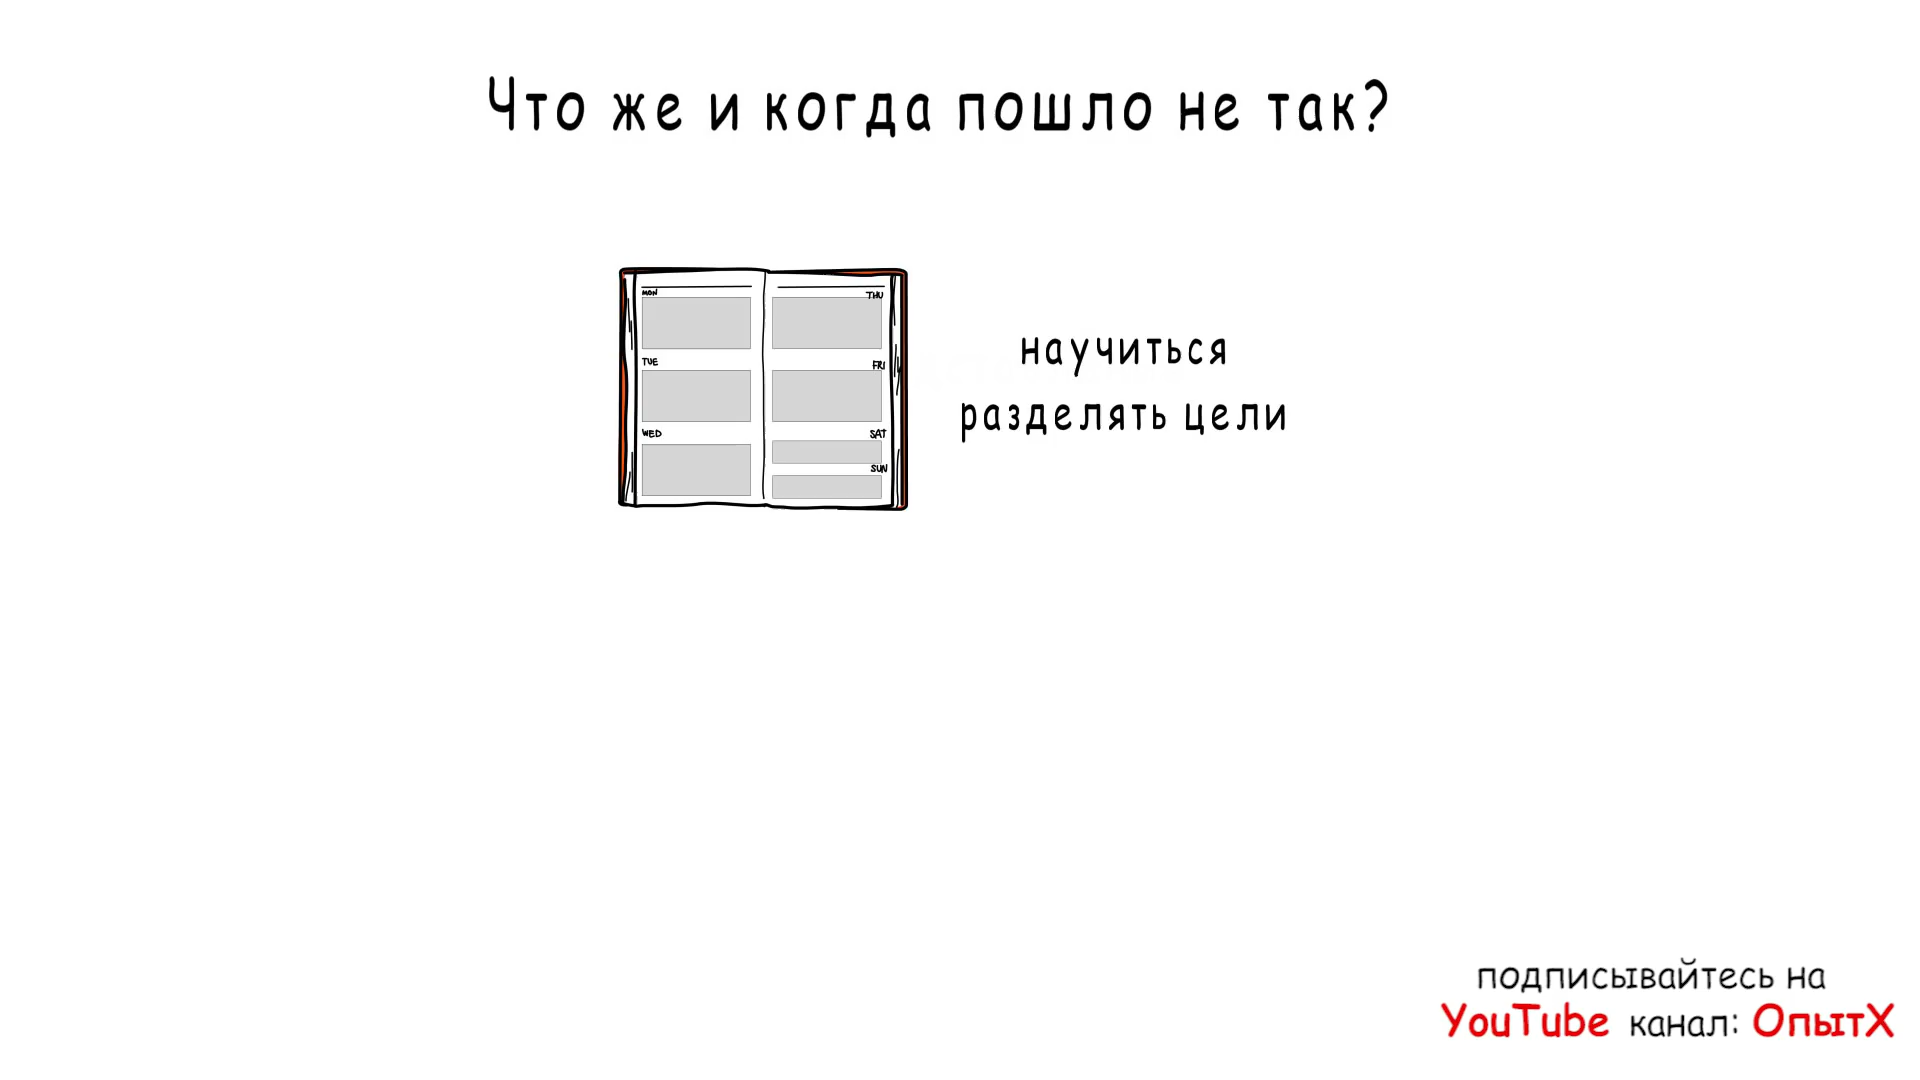 Что же и когда пошло не так?
MON
TUE
WED
THU
FRI
SAT
SUN
научиться
разделять цели
подписывайтесь на
YouTube канал: ОпытХ